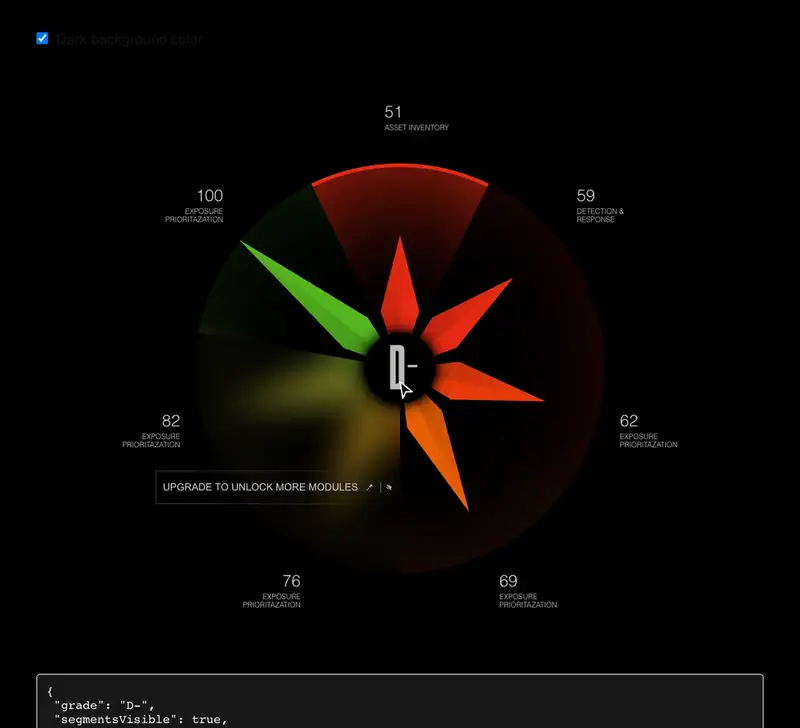 Dark background color
51
ASSET INVENTORY
100
EXPOSURE
PRIORITAZATION
59
DETECTION &
RESPONSE
D-
82
EXPOSURE
PRIORITAZATION
62
EXPOSURE
PRIORITAZATION
UPGRADE TO UNLOCK MORE MODULES
76
EXPOSURE
PRIORITAZATION
69
EXPOSURE
PRIORITAZATION
{
"grade": "D-",
"segmentsVisible": true,